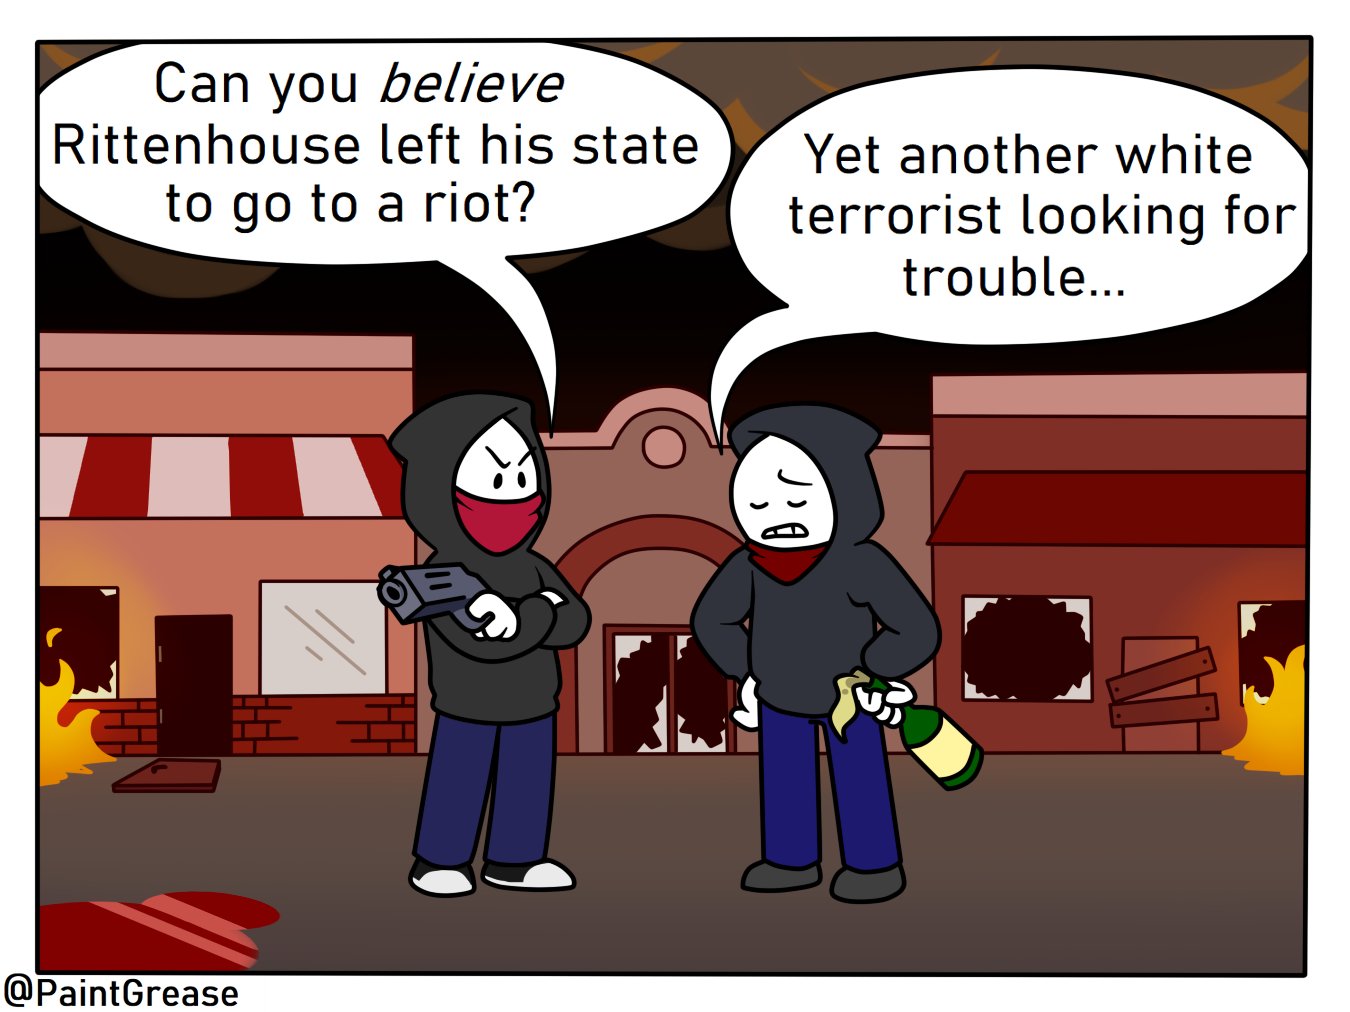 Can you believe
Rittenhouse left his state
to go to a riot?
Yet another white
terrorist looking for
trouble...
@PaintGrease